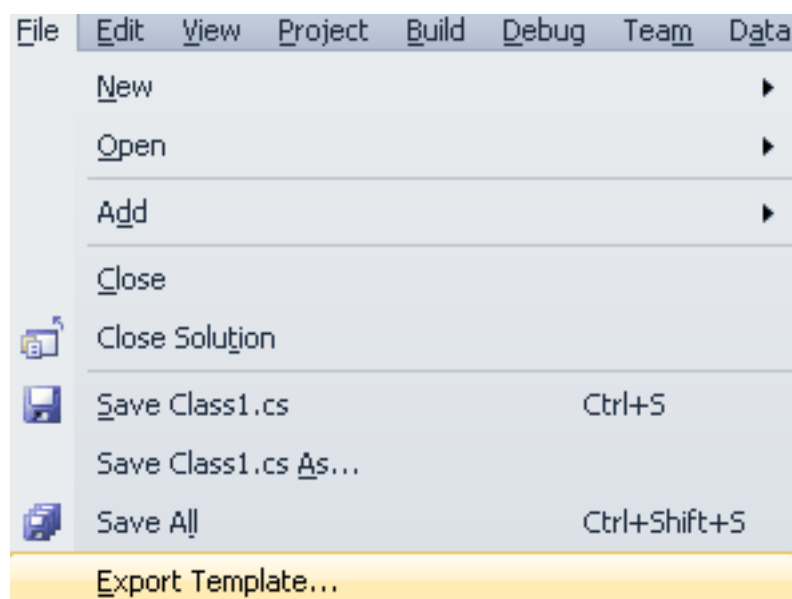 File Edit View Project Build Debug Team Data
New
Open
Add
Close
Close Solution
Save Class1.cs Ctrl+S
Save Class1.cs As...
Save All Ctrl+Shift+S
Export Template...